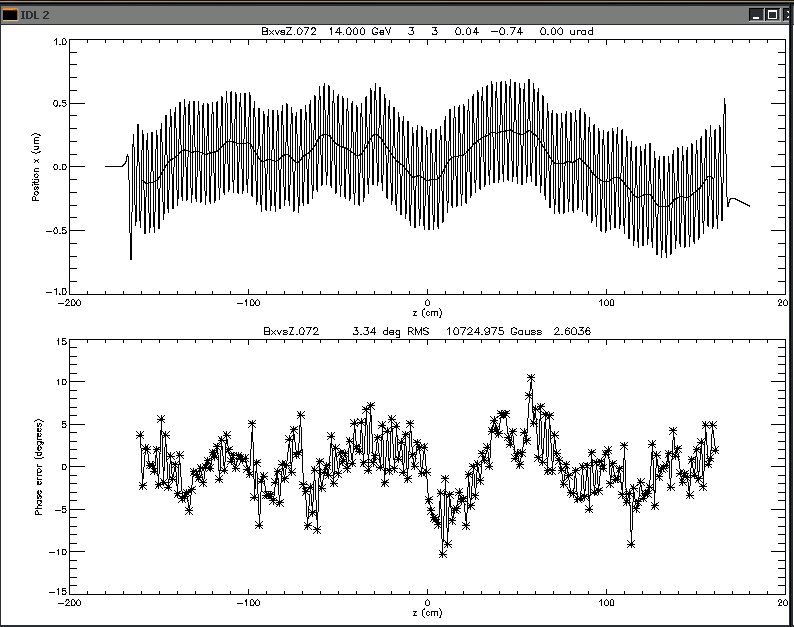 IDL 2
BxvsZ.072 14.000 GeV 3 3 0.04 -0.74 0.00 urad
1.0
0.5
0.0
-0.5
-1.0
Position x (um)
-200 -100 0 100 20
z (cm)
BxvsZ.072 3.34 deg RMS 10724.975 Gauss 2.6036
15
10
5
0
-5
-10
-15
Phase error (degrees)
-200 -100 0 100 20
z (cm)